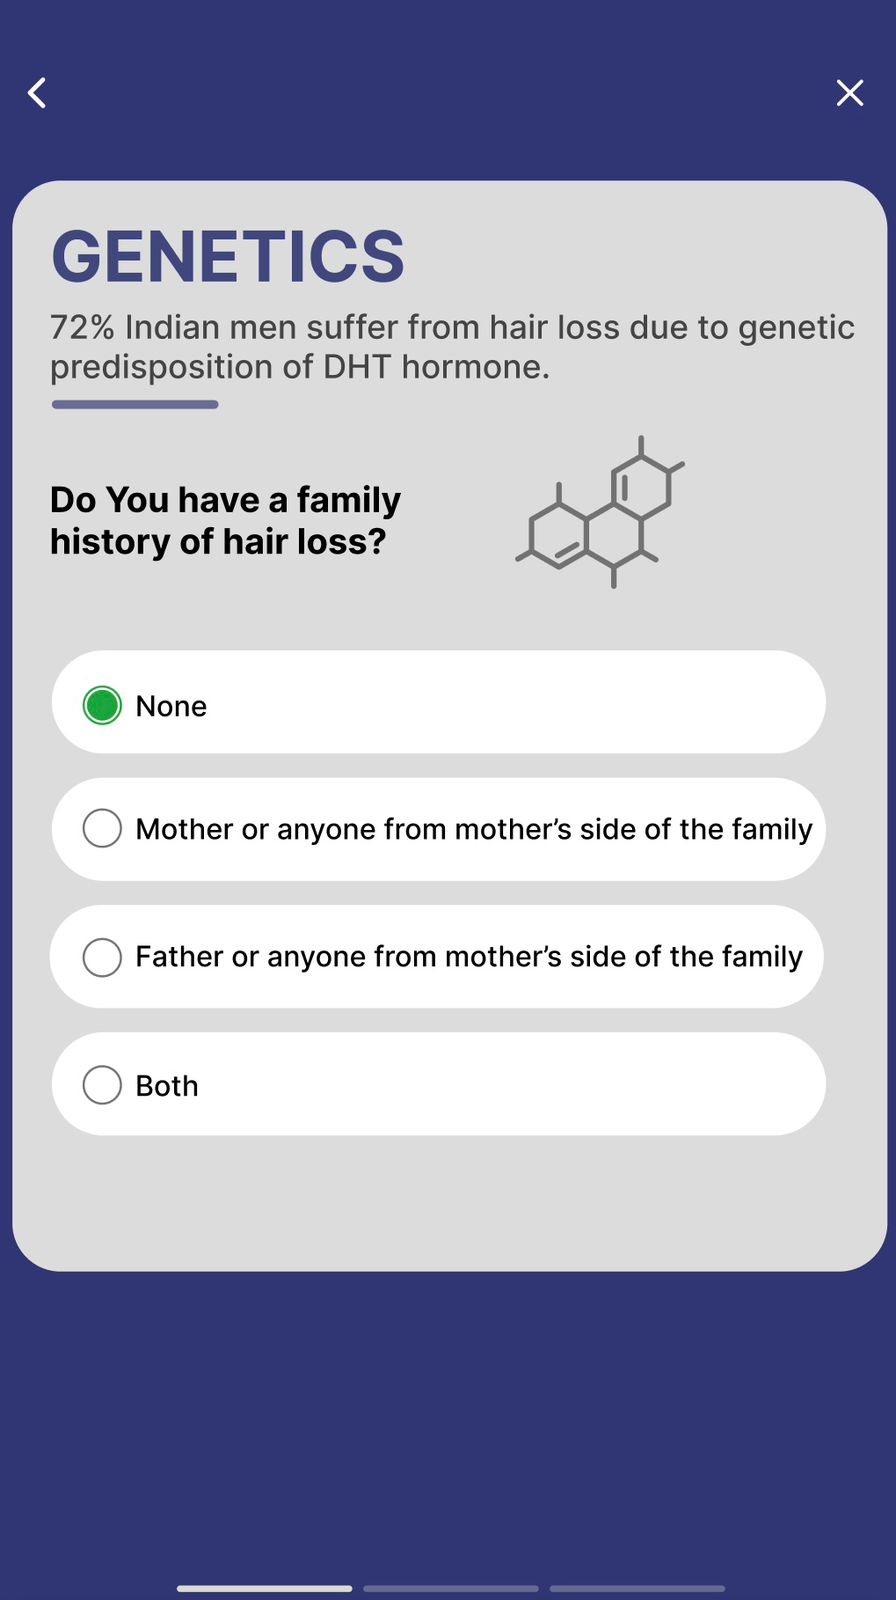 GENETICS
72% Indian men suffer from hair loss due to genetic
predisposition of DHT hormone.
Do You have a family
history of hair loss?
None
Mother or anyone from mother’s side of the family
Father or anyone from mother’s side of the family
Both